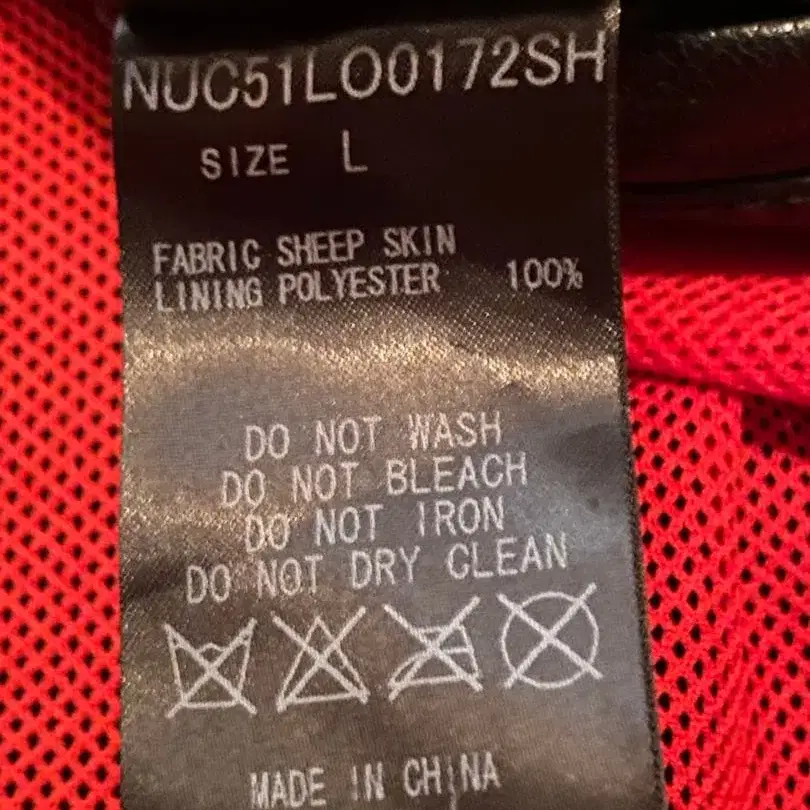 NUC51LO0172SH
SIZE L
FABRIC SHEEP SKIN
LINING POLYESTER 100%
DO NOT WASH
DO NOT BLEACH
DO NOT IRON
DO NOT DRY CLEAN
MADE IN CHINA